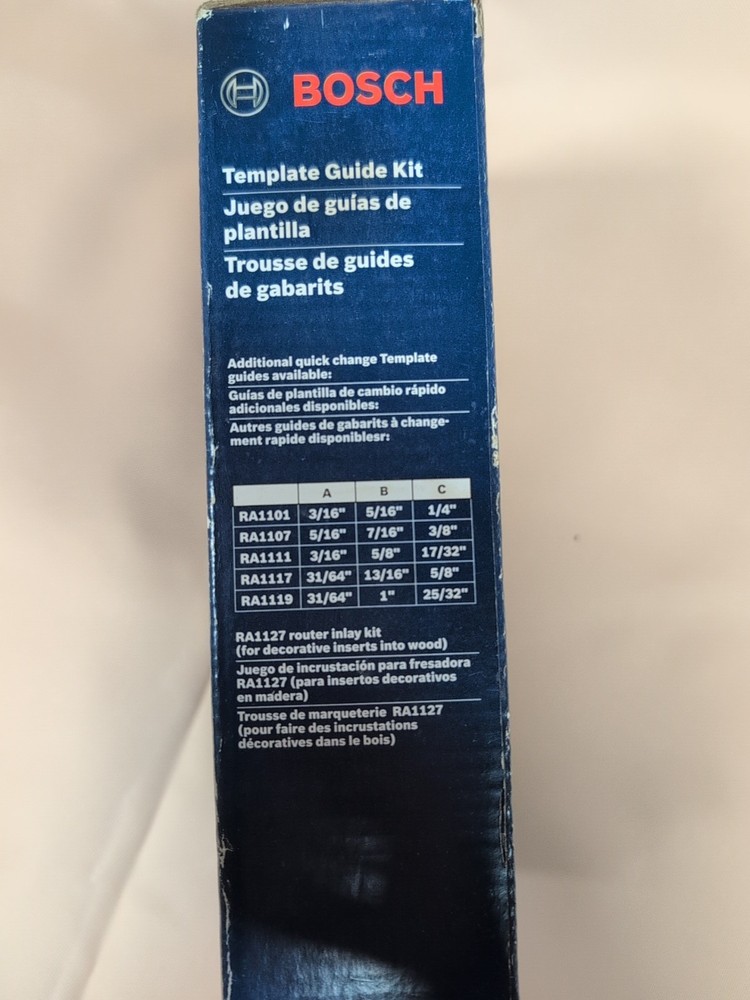 BOSCH
Template Guide Kit
Juego de guías de
plantilla
Trousse de guides
de gabarits
Additional quick change Template
guides available:
Guías de plantilla de cambio rápido
adicionales disponibles:
Autres guides de gabarits à change-
ment rapide disponiblesr:
A B C
RA1101 3/16" 5/16" 1/4"
RA1107 5/16" 7/16" 3/8"
RA1111 3/16" 5/8" 17/32"
RA1117 31/64" 13/16" 5/8"
RA1119 31/64" 1" 25/32"
RA1127 router inlay kit
(for decorative inserts into wood)
Juego de incrustación para fresadora
RA1127 (para insertos decorativos
en madera)
Trousse de marqueterie RA1127
(pour faire des incrustations
décoratives dans le bois)